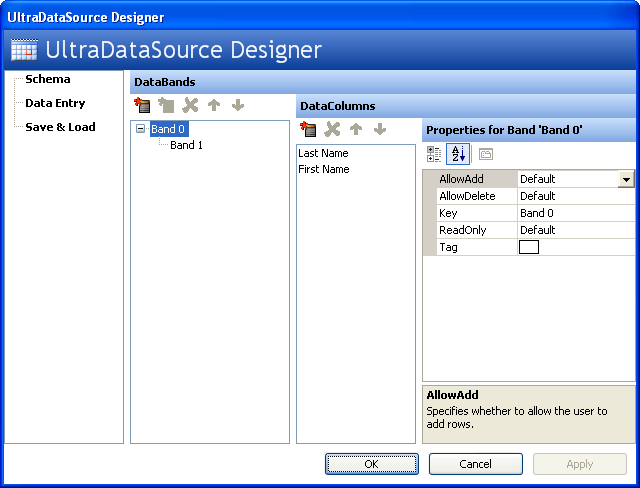 UltraDataSource Designer
UltraDataSource Designer
Schema
Data Entry
Save & Load
DataBands
Band 0
Band 1
DataColumns
Last Name
First Name
Properties for Band 'Band 0'
A
Z
AllowAdd Default
AllowDelete Default
Key Band 0
ReadOnly Default
Tag
AllowAdd
Specifies whether to allow the user to
add rows.
OK
Cancel
Apply